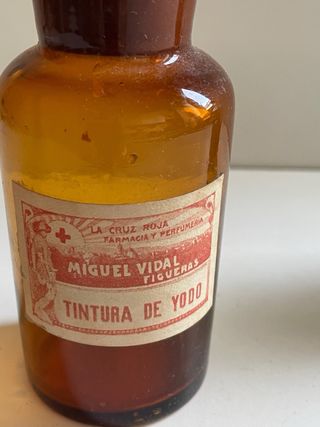 LA CRUZ ROJA
FARMACIA Y PERFUMERIA
MIGUEL VIDAL
FIGUERAS
TINTURA DE YODO